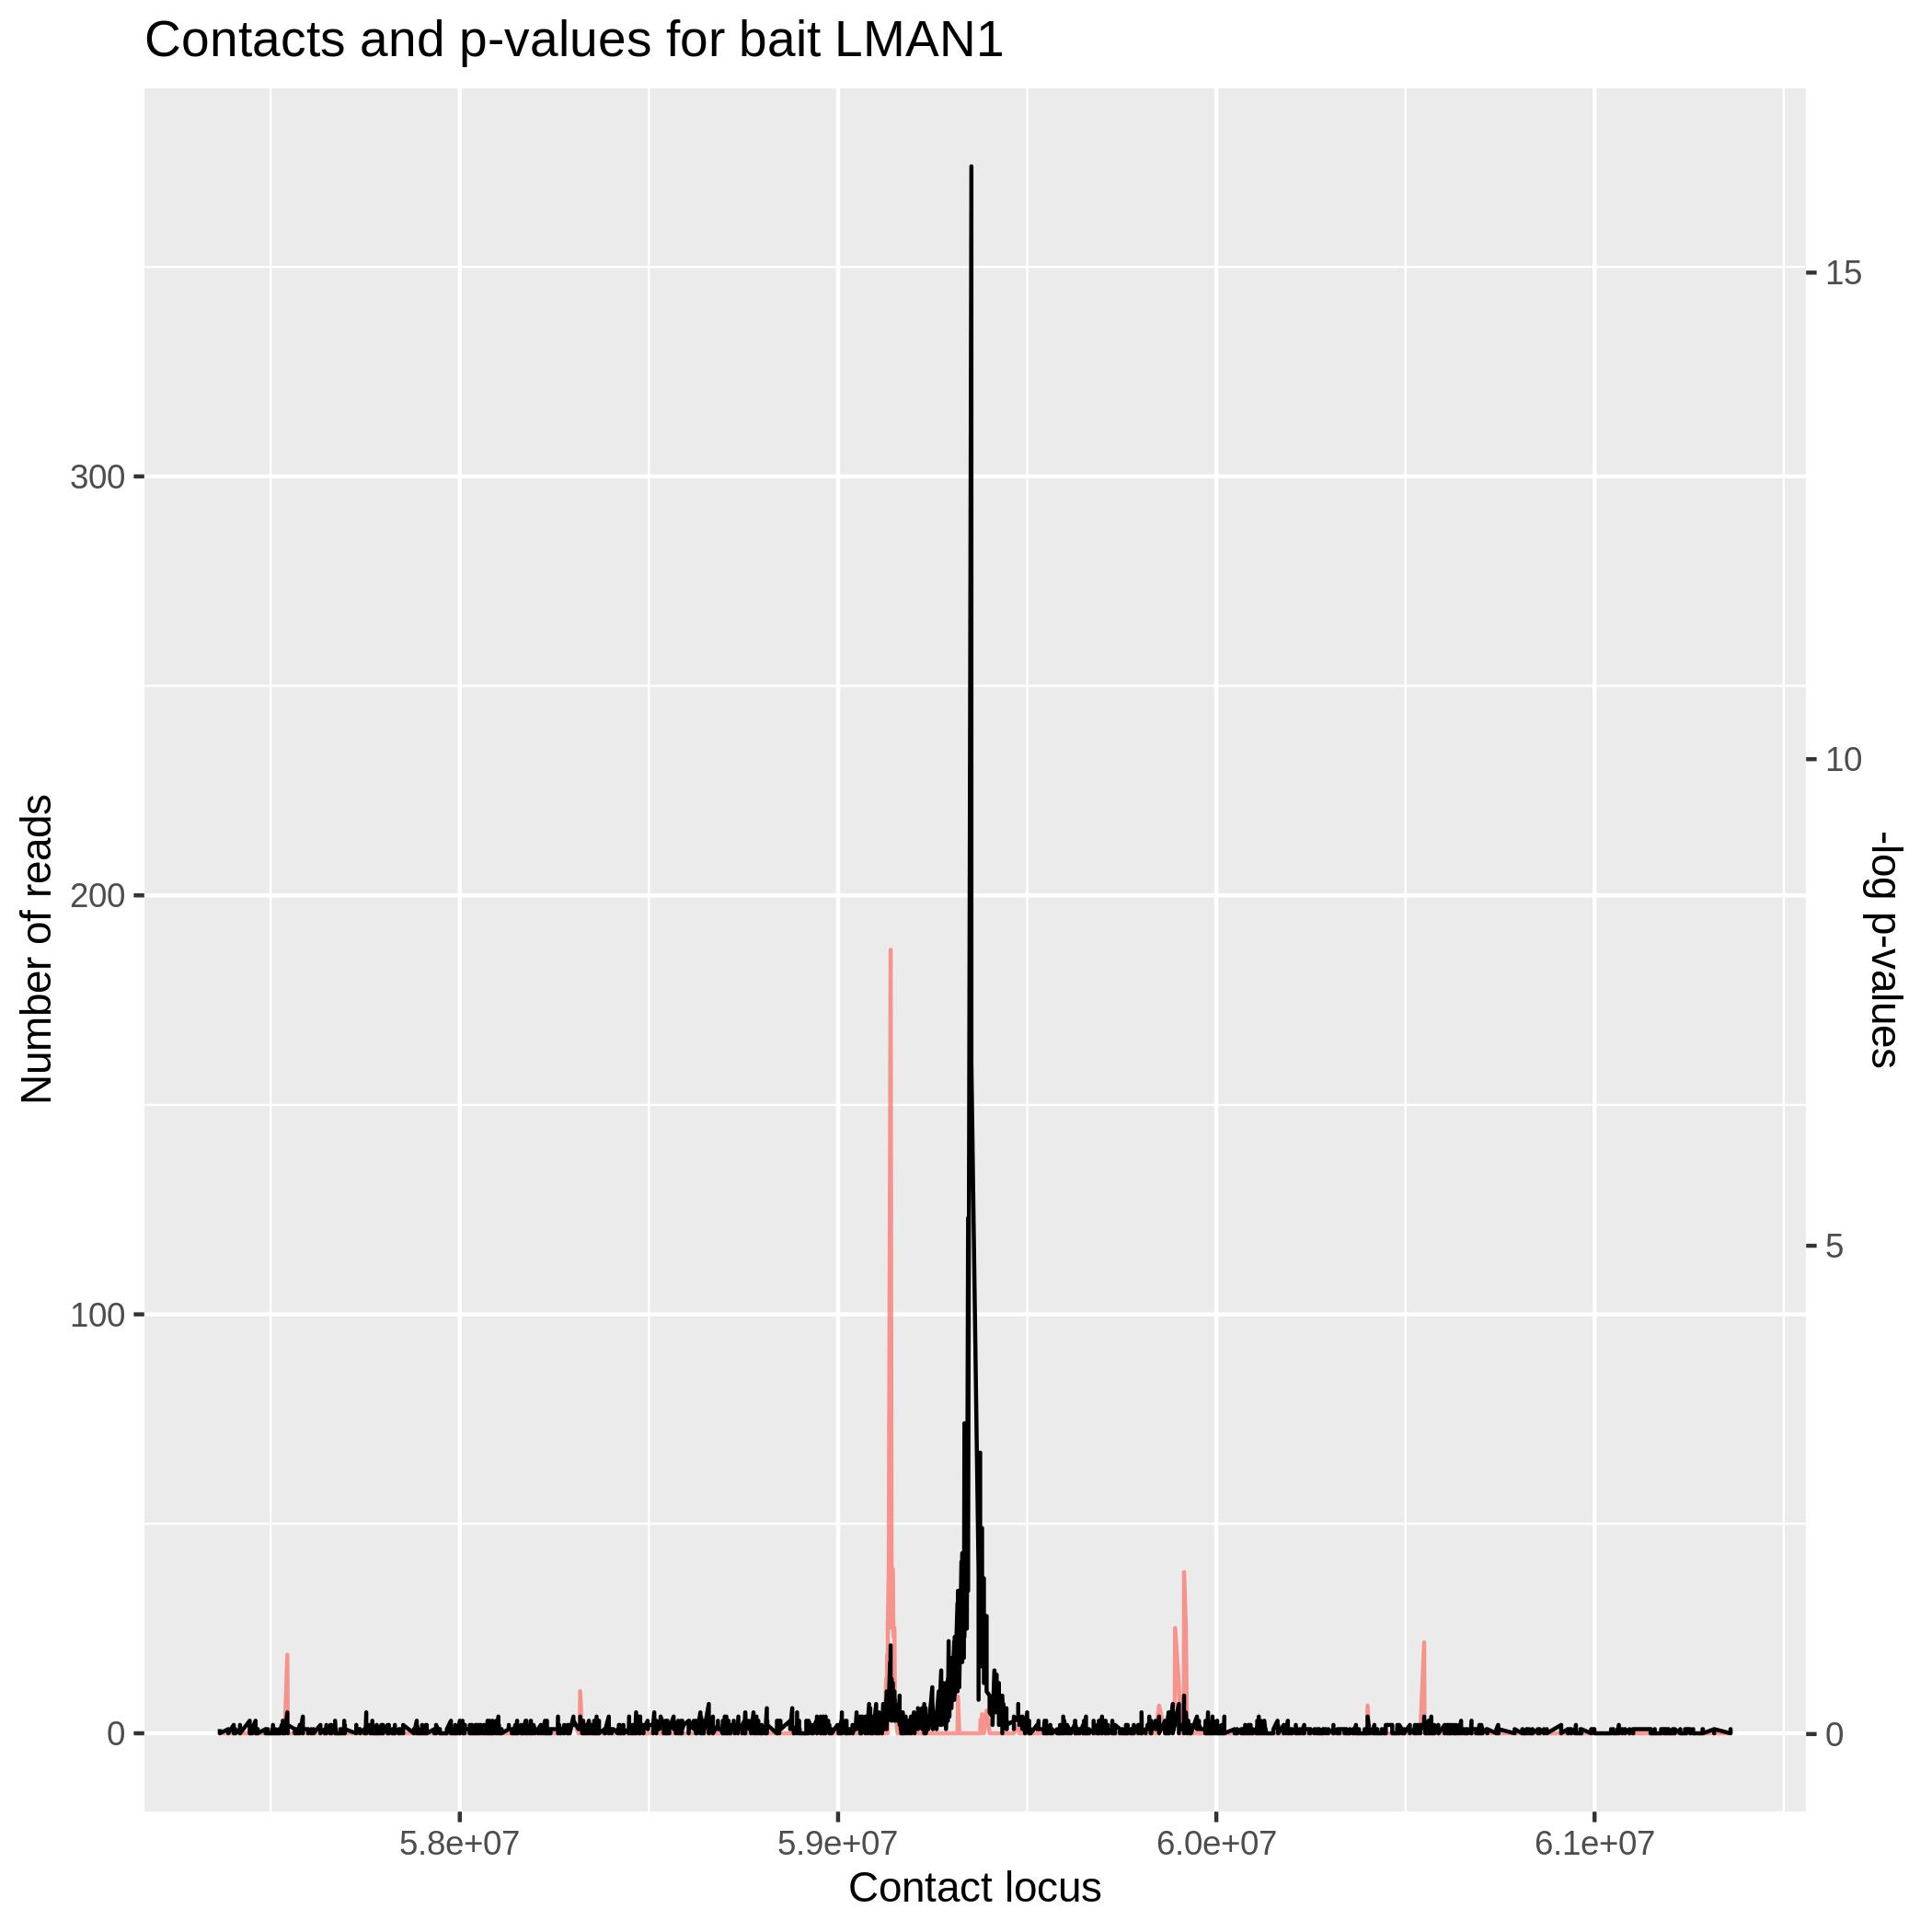 Contacts and p-values for bait LMAN1
300
200
100
0
Number of reads
15
10
5
0
-log p-values
5.8e+07
5.9e+07
6.0e+07
6.1e+07
Contact locus